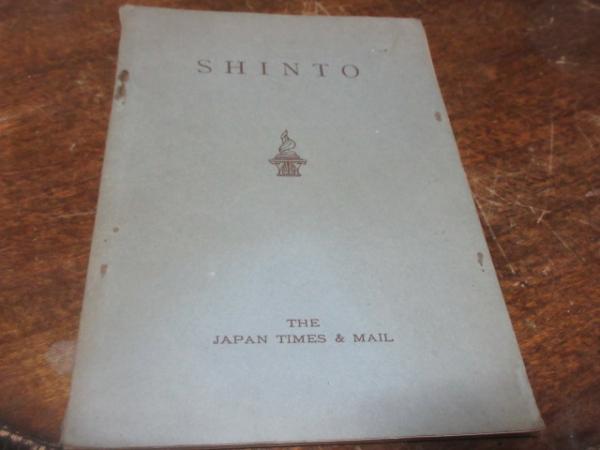 SHINTO
THE
JAPAN TIMES & MAIL